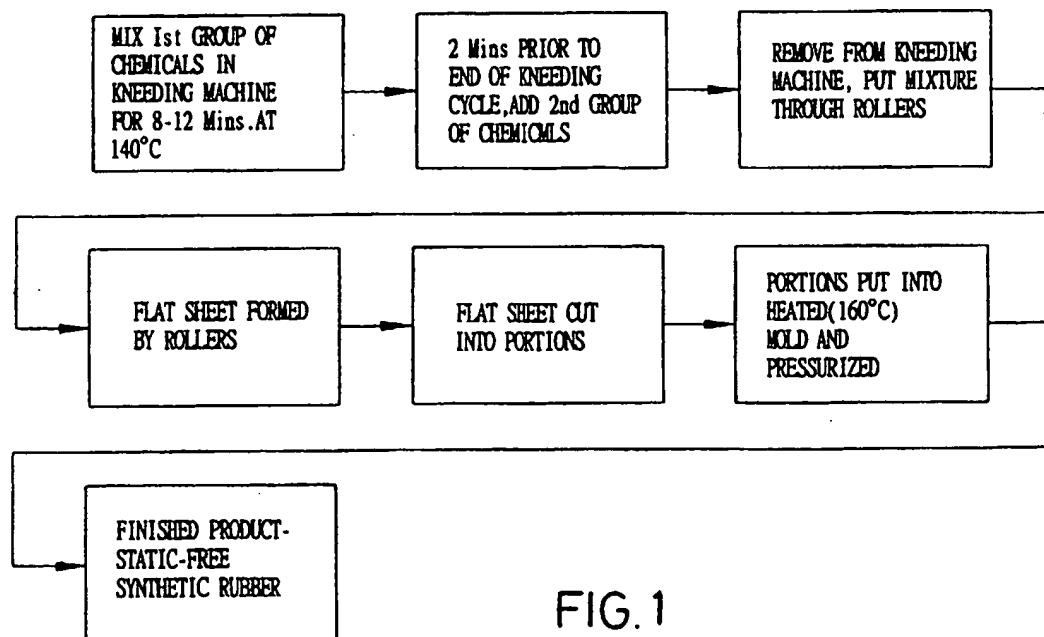 MIX Ist GROUP OF
CHEMICALS IN
KNEEDING MACHINE
FOR 8-12 Mins.AT
140°C
2 Mins PRIOR TO
END OF KNEEDING
CYCLE,ADD 2nd GROUP
OF CHEMICMLS
REMOVE FROM KNEEDING
MACHINE, PUT MIXTURE
THROUGH ROLLERS
FLAT SHEET FORMED
BY ROLLERS
FLAT SHEET CUT
INTO PORTIONS
PORTIONS PUT INTO
HEATED(160°C)
MOLD AND
PRESSURIZED
FINISHED PRODUCT-
STATIC-FREE
SYNTHETIC RUBBER
FIG. 1